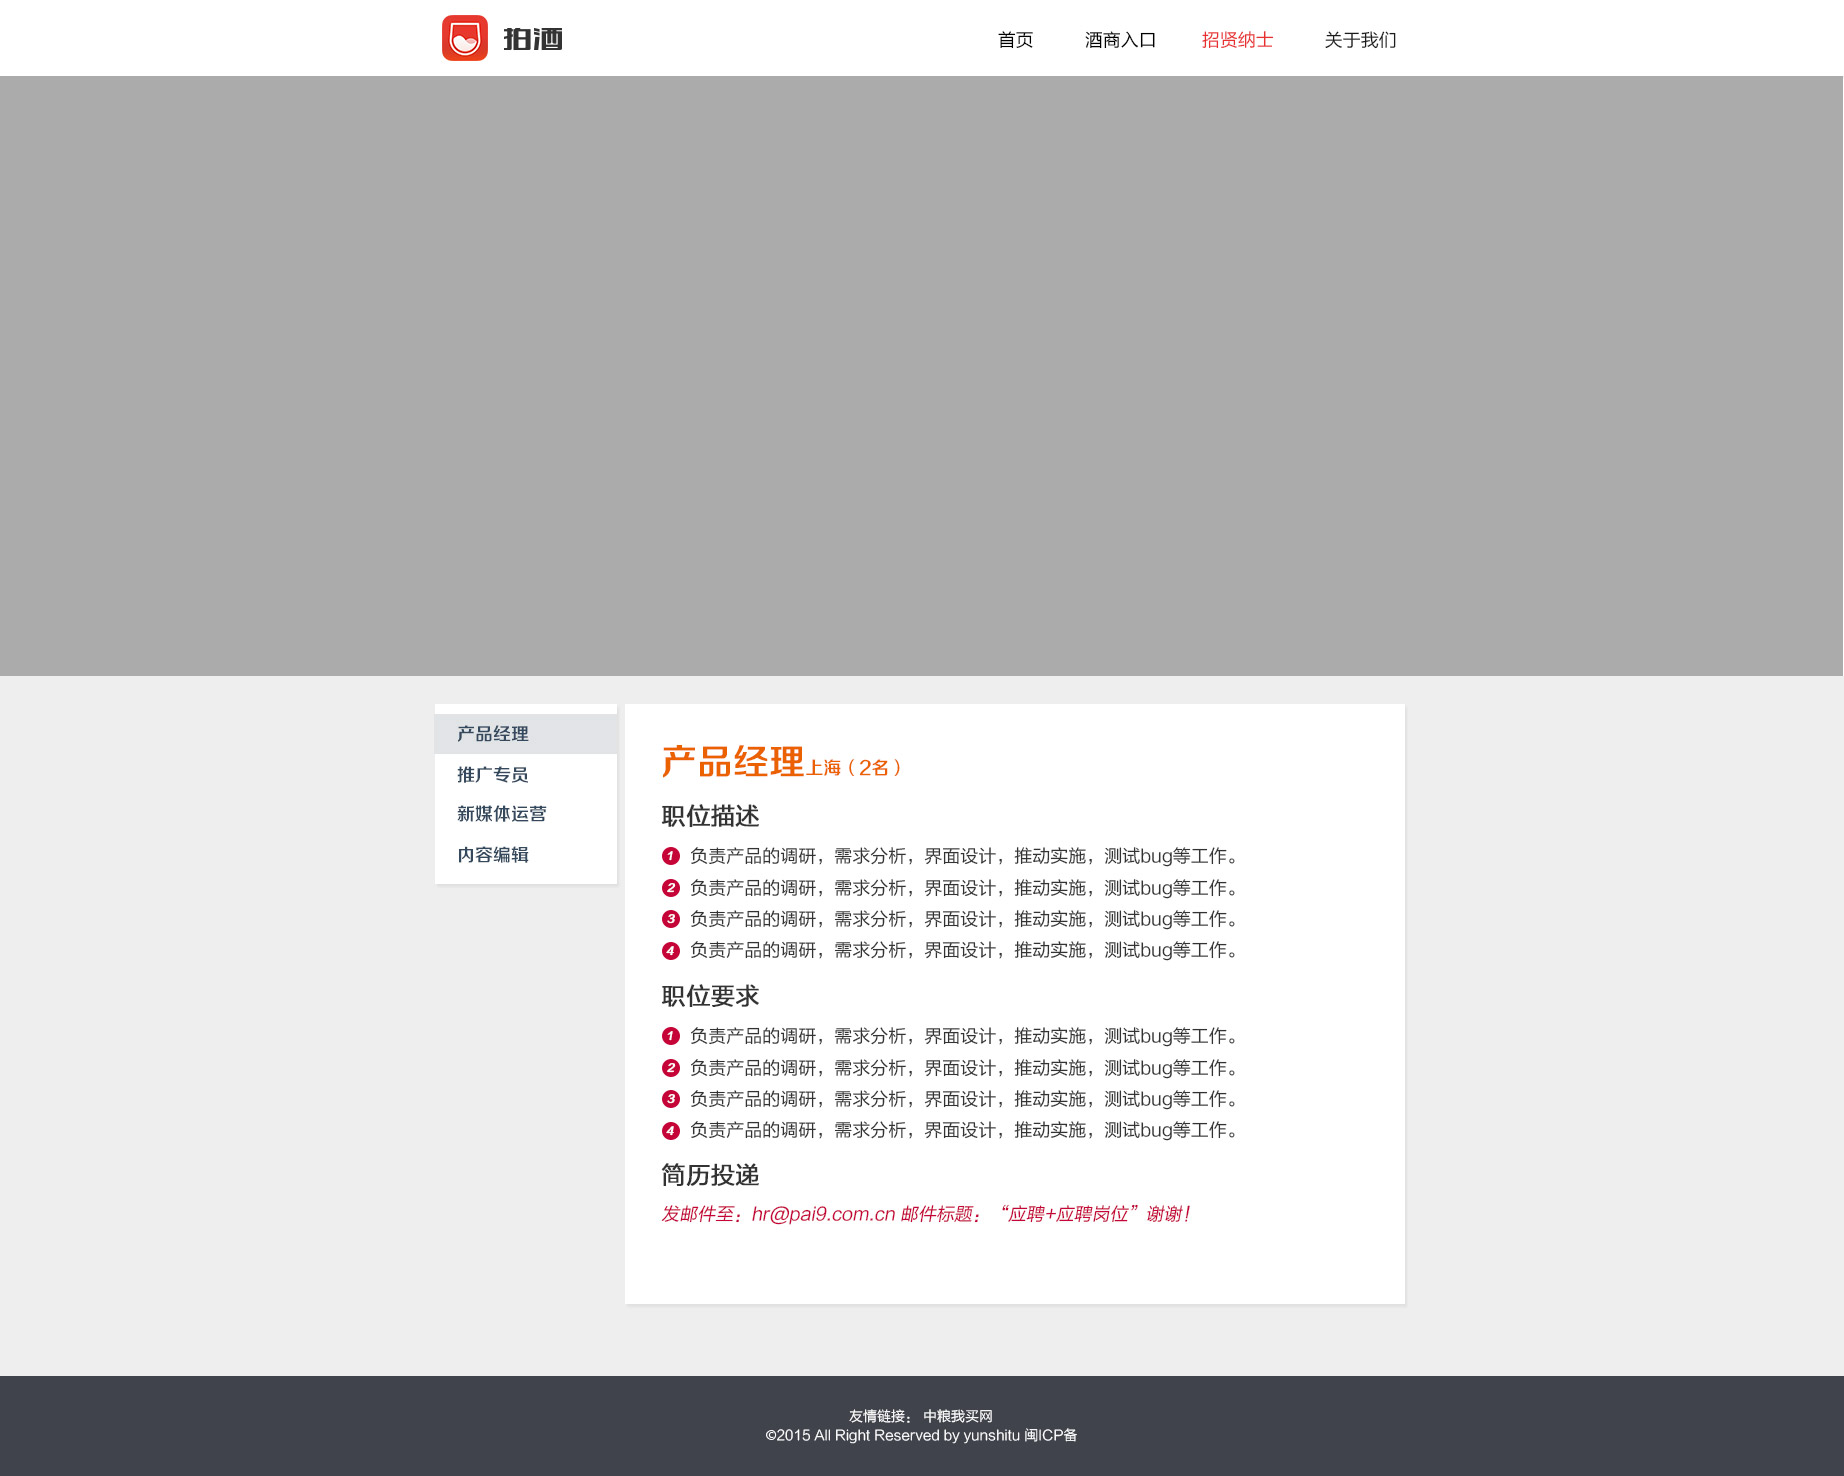 拍酒
首页 酒商入口 招贤纳士 关于我们
产品经理
推广专员
新媒体运营
内容编辑
产品经理上海（2名）
职位描述
1 负责产品的调研，需求分析，界面设计，推动实施，测试bug等工作。
2 负责产品的调研，需求分析，界面设计，推动实施，测试bug等工作。
3 负责产品的调研，需求分析，界面设计，推动实施，测试bug等工作。
4 负责产品的调研，需求分析，界面设计，推动实施，测试bug等工作。
职位要求
1 负责产品的调研，需求分析，界面设计，推动实施，测试bug等工作。
2 负责产品的调研，需求分析，界面设计，推动实施，测试bug等工作。
3 负责产品的调研，需求分析，界面设计，推动实施，测试bug等工作。
4 负责产品的调研，需求分析，界面设计，推动实施，测试bug等工作。
简历投递
发邮件至：hr@pai9.com.cn 邮件标题：“应聘+应聘岗位”谢谢！
友情链接： 中粮我买网
©2015 All Right Reserved by yunshitu 闽ICP备